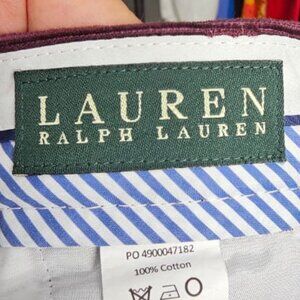 LAUREN
RALPH LAUREN
PO 4900047182
100% Cotton